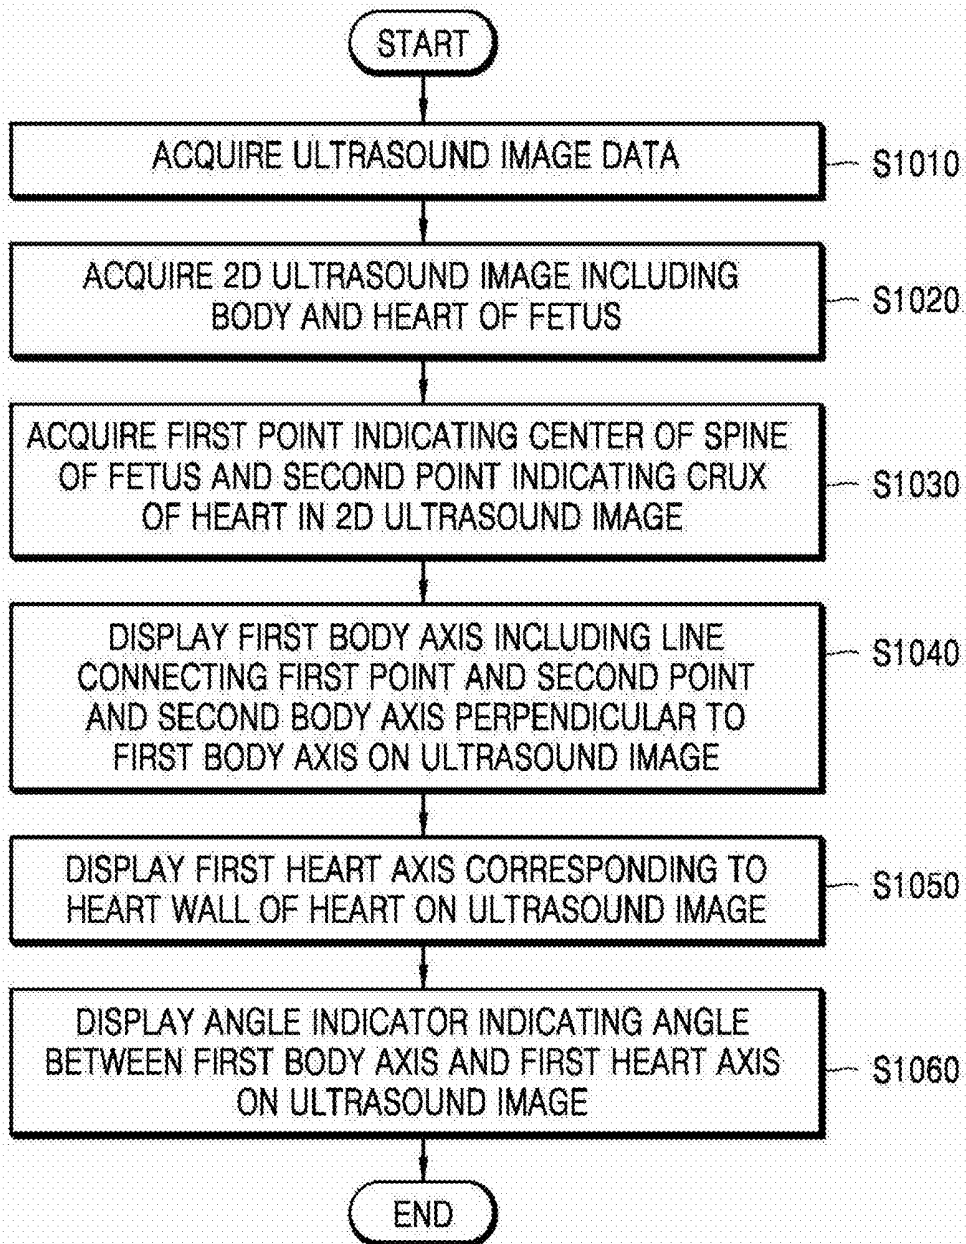 START
ACQUIRE ULTRASOUND IMAGE DATA
S1010
ACQUIRE 2D ULTRASOUND IMAGE INCLUDING
BODY AND HEART OF FETUS
S1020
ACQUIRE FIRST POINT INDICATING CENTER OF SPINE
OF FETUS AND SECOND POINT INDICATING CRUX
OF HEART IN 2D ULTRASOUND IMAGE
S1030
DISPLAY FIRST BODY AXIS INCLUDING LINE
CONNECTING FIRST POINT AND SECOND POINT
AND SECOND BODY AXIS PERPENDICULAR TO
FIRST BODY AXIS ON ULTRASOUND IMAGE
S1040
DISPLAY FIRST HEART AXIS CORRESPONDING TO
HEART WALL OF HEART ON ULTRASOUND IMAGE
S1050
DISPLAY ANGLE INDICATOR INDICATING ANGLE
BETWEEN FIRST BODY AXIS AND FIRST HEART AXIS
ON ULTRASOUND IMAGE
S1060
END